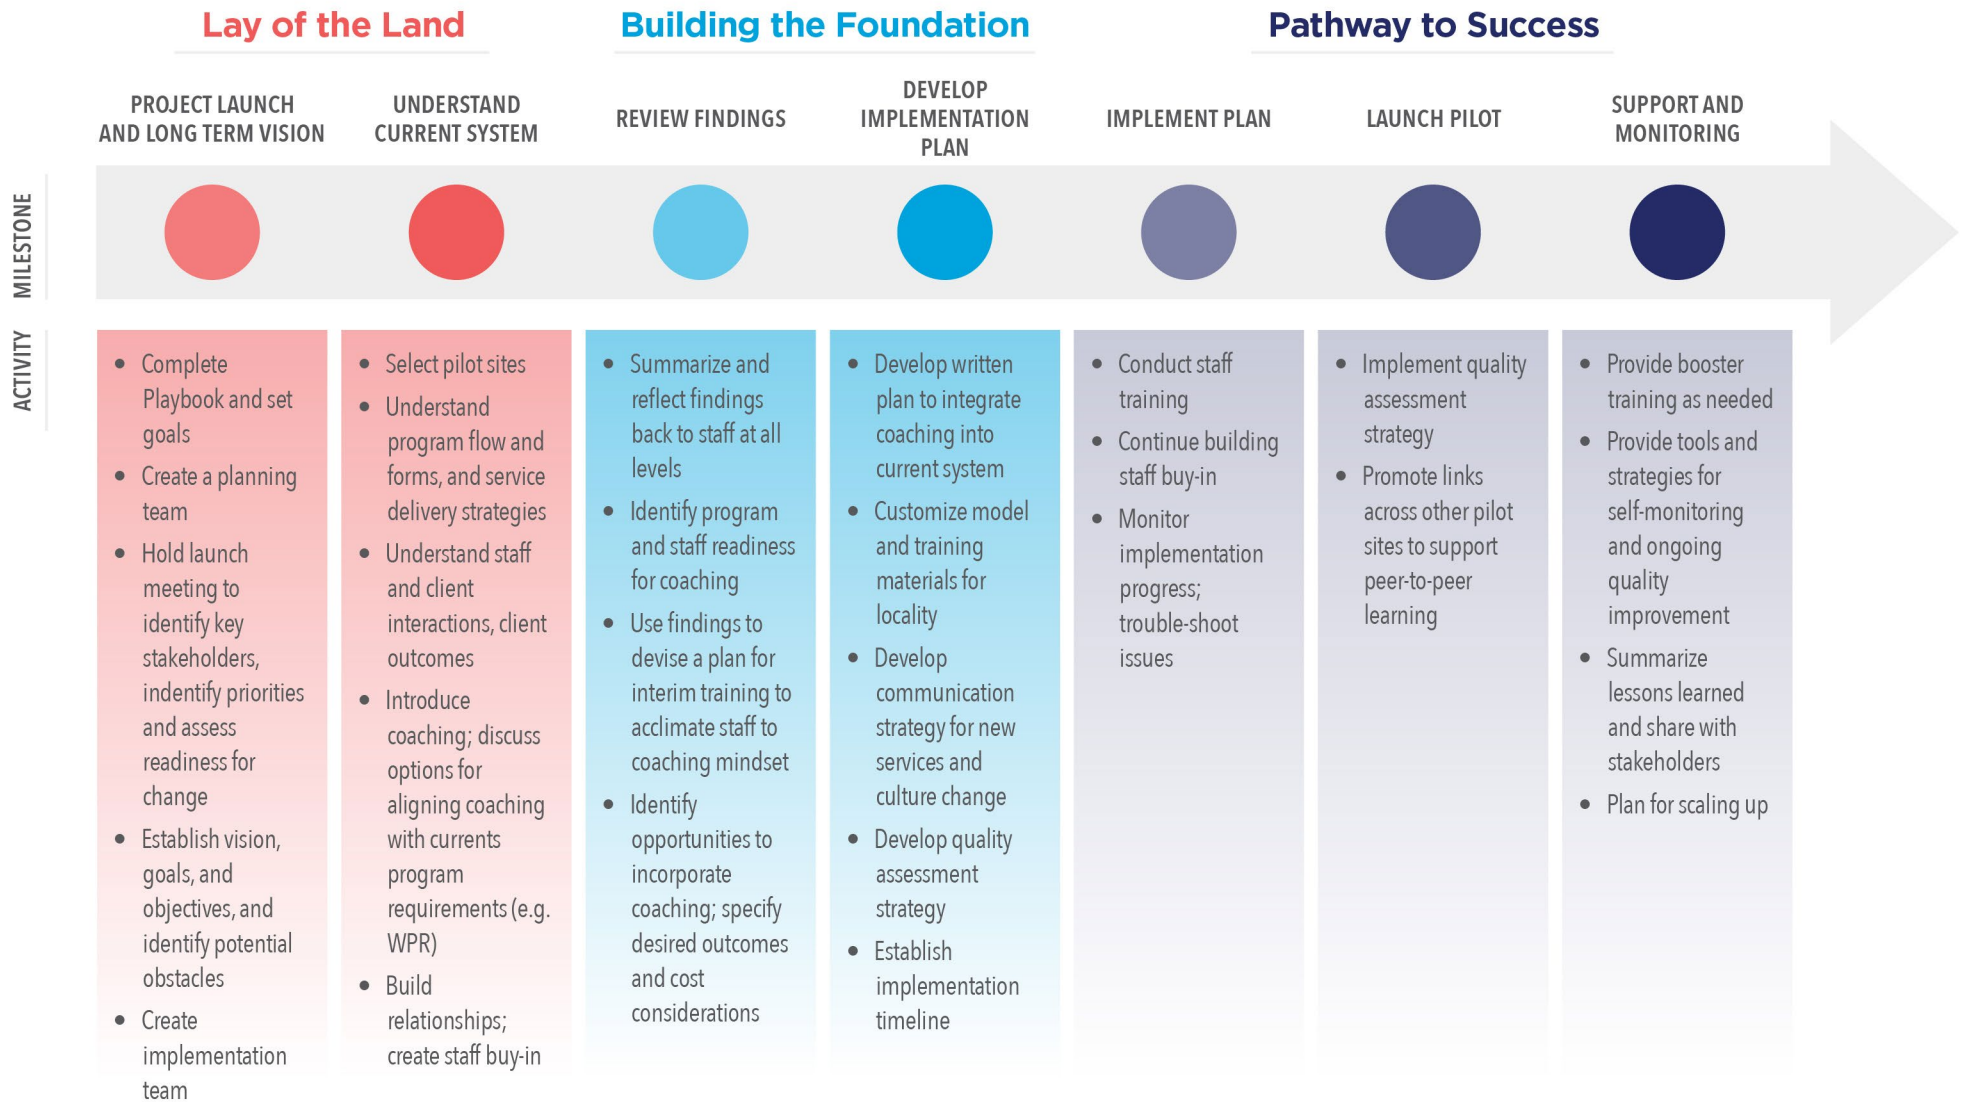 Lay of the Land
Building the Foundation
Pathway to Success
PROJECT LAUNCH
AND LONG TERM VISION
UNDERSTAND
CURRENT SYSTEM
REVIEW FINDINGS
DEVELOP
IMPLEMENTATION
PLAN
IMPLEMENT PLAN
LAUNCH PILOT
SUPPORT AND
MONITORING
MILESTONE
ACTIVITY
• Complete
Playbook and set
goals
• Create a planning
team
• Hold launch
meeting to
identify key
stakeholders,
indentify priorities
and assess
readiness for
change
• Establish vision,
goals, and
objectives, and
identify potential
obstacles
• Create
implementation
team
• Select pilot sites
• Understand
program flow and
forms, and service
delivery strategies
• Understand staff
and client
interactions, client
outcomes
• Introduce
coaching; discuss
options for
aligning coaching
with currents
program
requirements (e.g.
WPR)
• Build
relationships;
create staff buy-in
• Summarize and
reflect findings
back to staff at all
levels
• Identify program
and staff readiness
for coaching
• Use findings to
devise a plan for
interim training to
acclimate staff to
coaching mindset
• Identify
opportunities to
incorporate
coaching; specify
desired outcomes
and cost
considerations
• Develop written
plan to integrate
coaching into
current system
• Customize model
and training
materials for
locality
• Develop
communication
strategy for new
services and
culture change
• Develop quality
assessment
strategy
• Establish
implementation
timeline
• Conduct staff
training
• Continue building
staff buy-in
• Monitor
implementation
progress;
trouble-shoot
issues
• Implement quality
assessment
strategy
• Promote links
across other pilot
sites to support
peer-to-peer
learning
• Provide booster
training as needed
• Provide tools and
strategies for
self-monitoring
and ongoing
quality
improvement
• Summarize
lessons learned
and share with
stakeholders
• Plan for scaling up